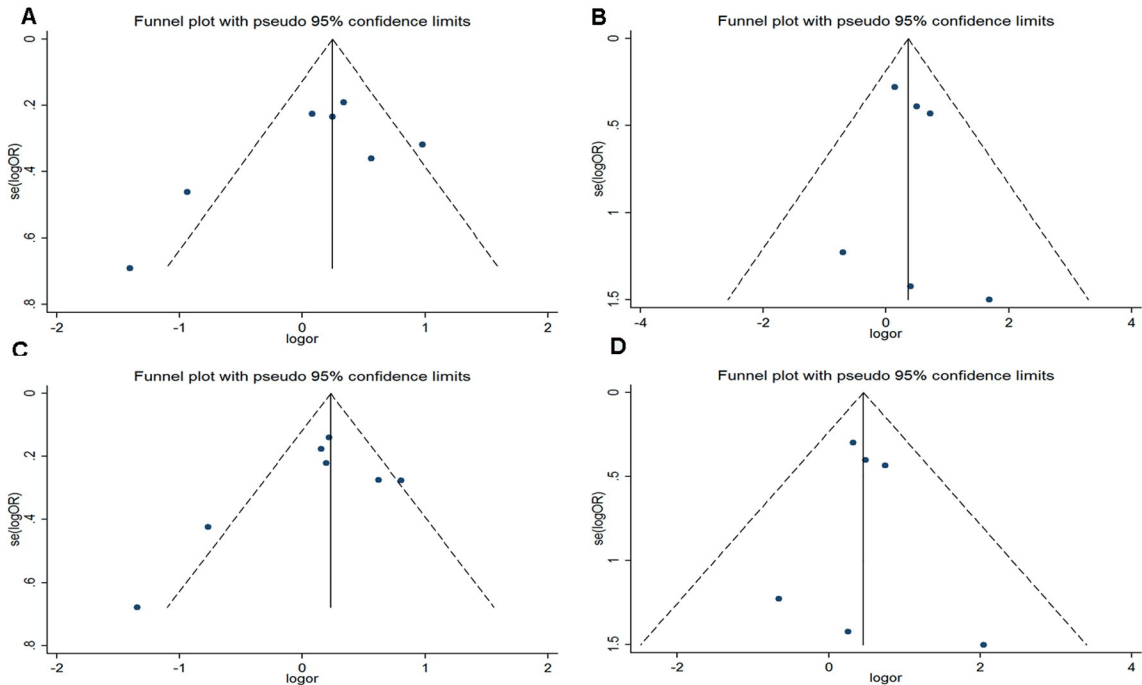 A
Funnel plot with pseudo 95% confidence limits
se(logOR)
0
.2
.4
.6
.8
-2
-1
0
1
2
logor
B
Funnel plot with pseudo 95% confidence limits
se(logOR)
0
.5
1
1.5
-4
-2
0
2
4
logor
C
Funnel plot with pseudo 95% confidence limits
se(logOR)
0
.2
.4
.6
.8
-2
-1
0
1
2
logor
D
Funnel plot with pseudo 95% confidence limits
se(logOR)
0
.5
1
1.5
-2
0
2
4
logor